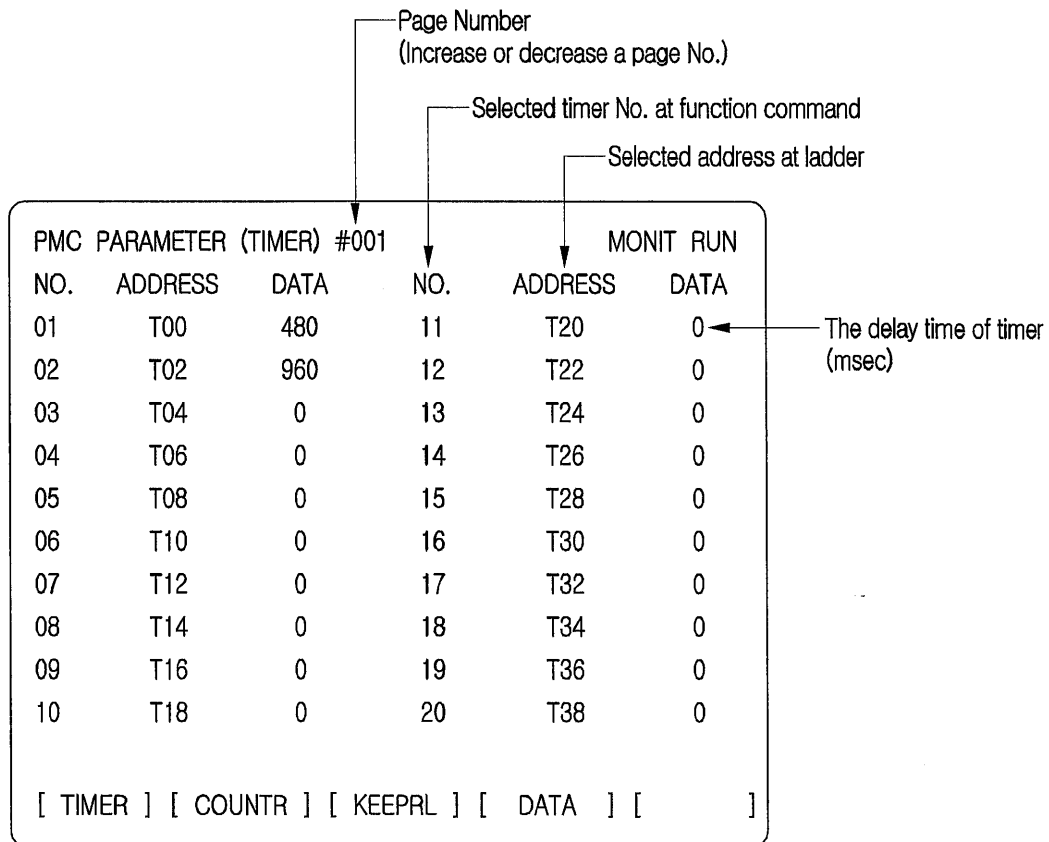 Page Number
(Increase or decrease a page No.)
Selected timer No. at function command
Selected address at ladder
PMC PARAMETER (TIMER) #001 MONIT RUN
NO. ADDRESS DATA NO. ADDRESS DATA
01 T00 480 11 T20 0
The delay time of timer
(msec)
02 T02 960 12 T22 0
03 T04 0 13 T24 0
04 T06 0 14 T26 0
05 T08 0 15 T28 0
06 T10 0 16 T30 0
07 T12 0 17 T32 0
08 T14 0 18 T34 0
09 T16 0 19 T36 0
10 T18 0 20 T38 0
[ TIMER ] [ COUNTR ] [ KEEPRL ] [ DATA ] [ ]